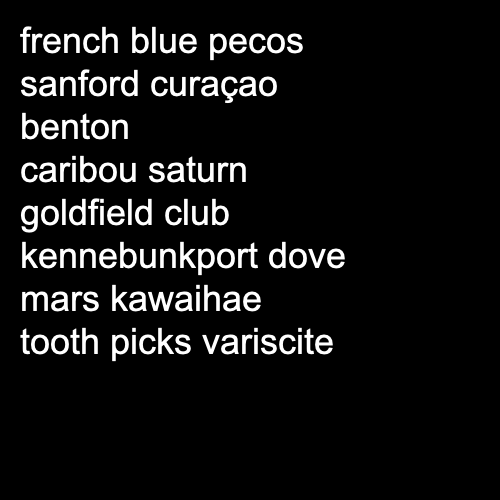 french blue pecos
sanford curaçao
benton
caribou saturn
goldfield club
kennebunkport dove
mars kawaihae
tooth picks variscite